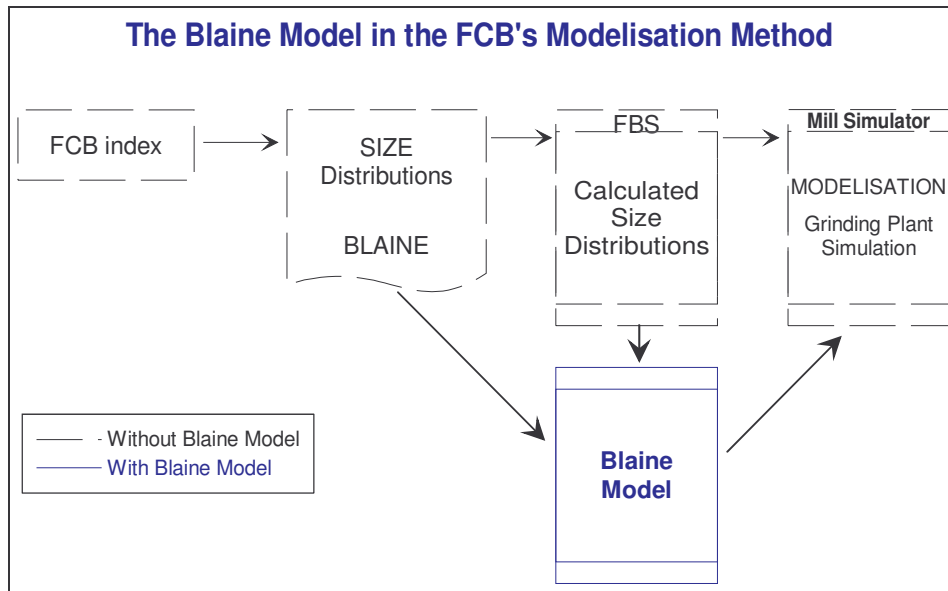 The Blaine Model in the FCB's Modelisation Method
FCB index
SIZE
Distributions
BLAINE
FBS
Calculated
Size
Distributions
Mill Simulator
MODELISATION
Grinding Plant
Simulation
Blaine
Model
Without Blaine Model
With Blaine Model